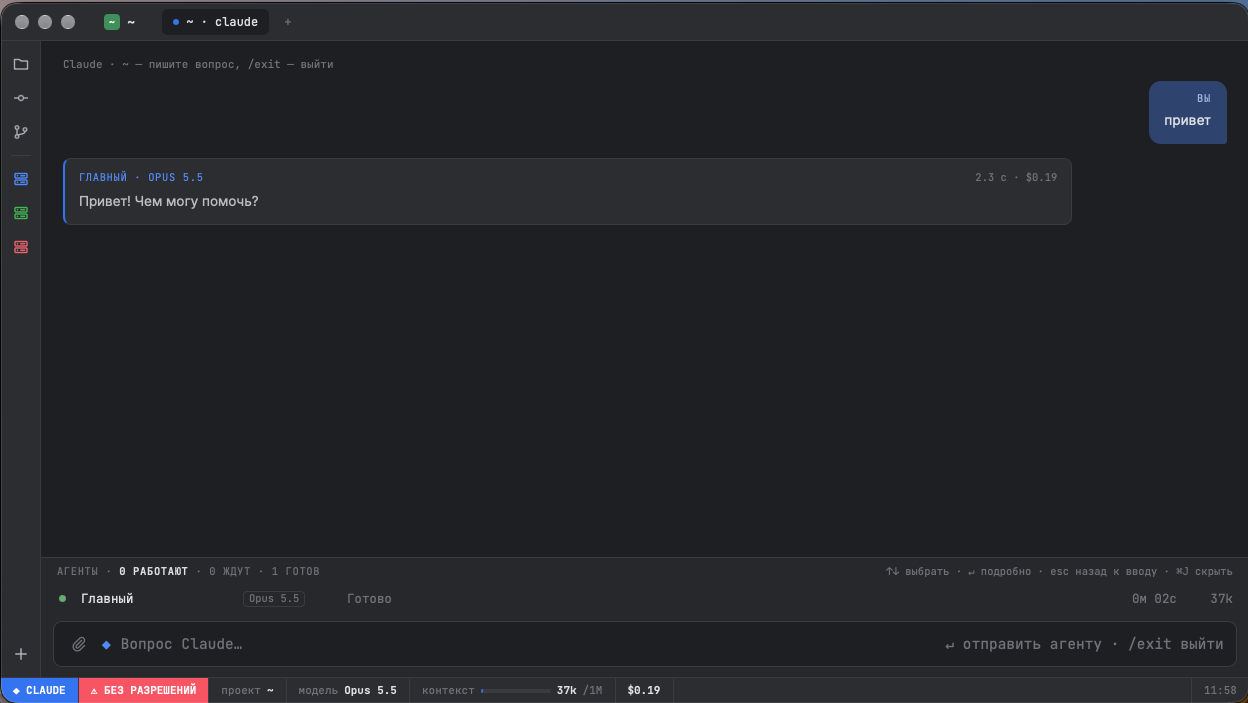 ~ ~
~ · claude +
Claude · ~ — пишите вопрос, /exit — выйти
ВЫ
привет
ГЛАВНЫЙ · OPUS 5.5 2.3 с · $0.19
Привет! Чем могу помочь?
АГЕНТЫ · 0 РАБОТАЮТ · 0 ЖДУТ · 1 ГОТОВ ↑↓ выбрать · ↵ подробно · esc назад к вводу · ⌘J скрыть
Главный Opus 5.5 Готово 0м 02с 37k
Вопрос Claude… ↵ отправить агенту · /exit выйти
◆ CLAUDE ⚠ БЕЗ РАЗРЕШЕНИЙ проект ~ модель Opus 5.5 контекст 37k /1M $0.19 11:58